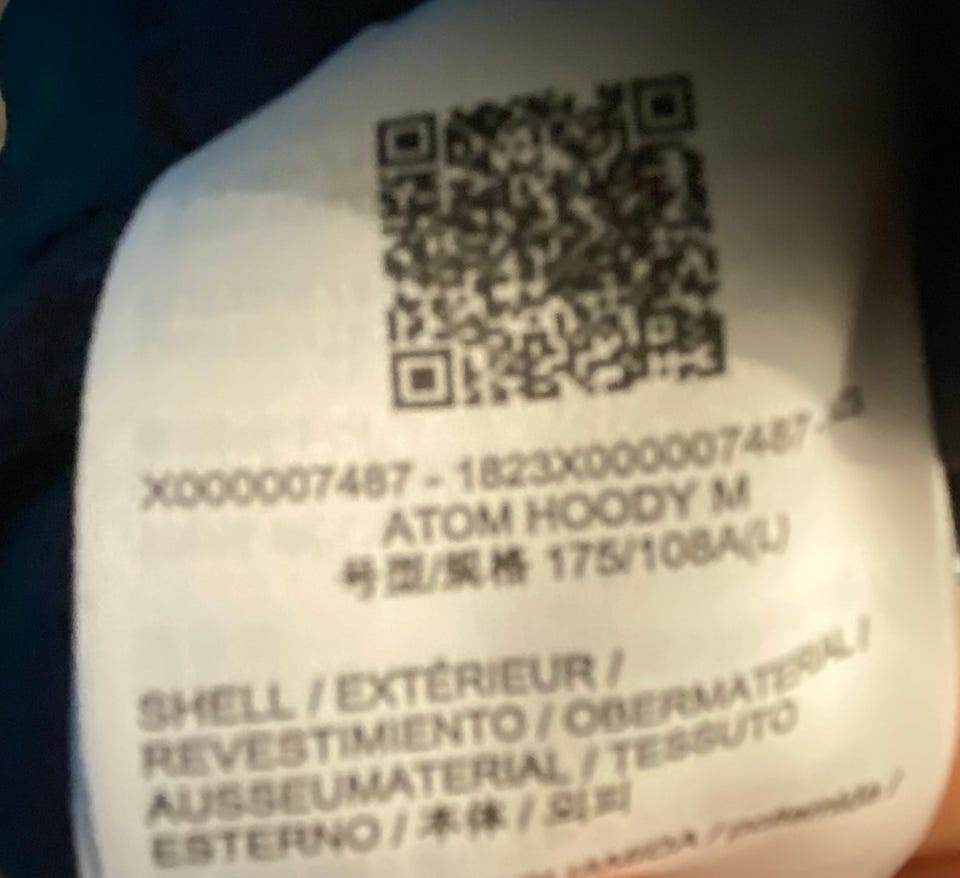 X000007487 - 1823X000007487
ATOM HOODY M
号型/规格 175/108A(L)
SHELL / EXTÉRIEUR /
REVESTIMIENTO / OBERMATERIAL /
AUSSEUMATERIAL / TESSUTO
ESTERNO / 本体 / 외피